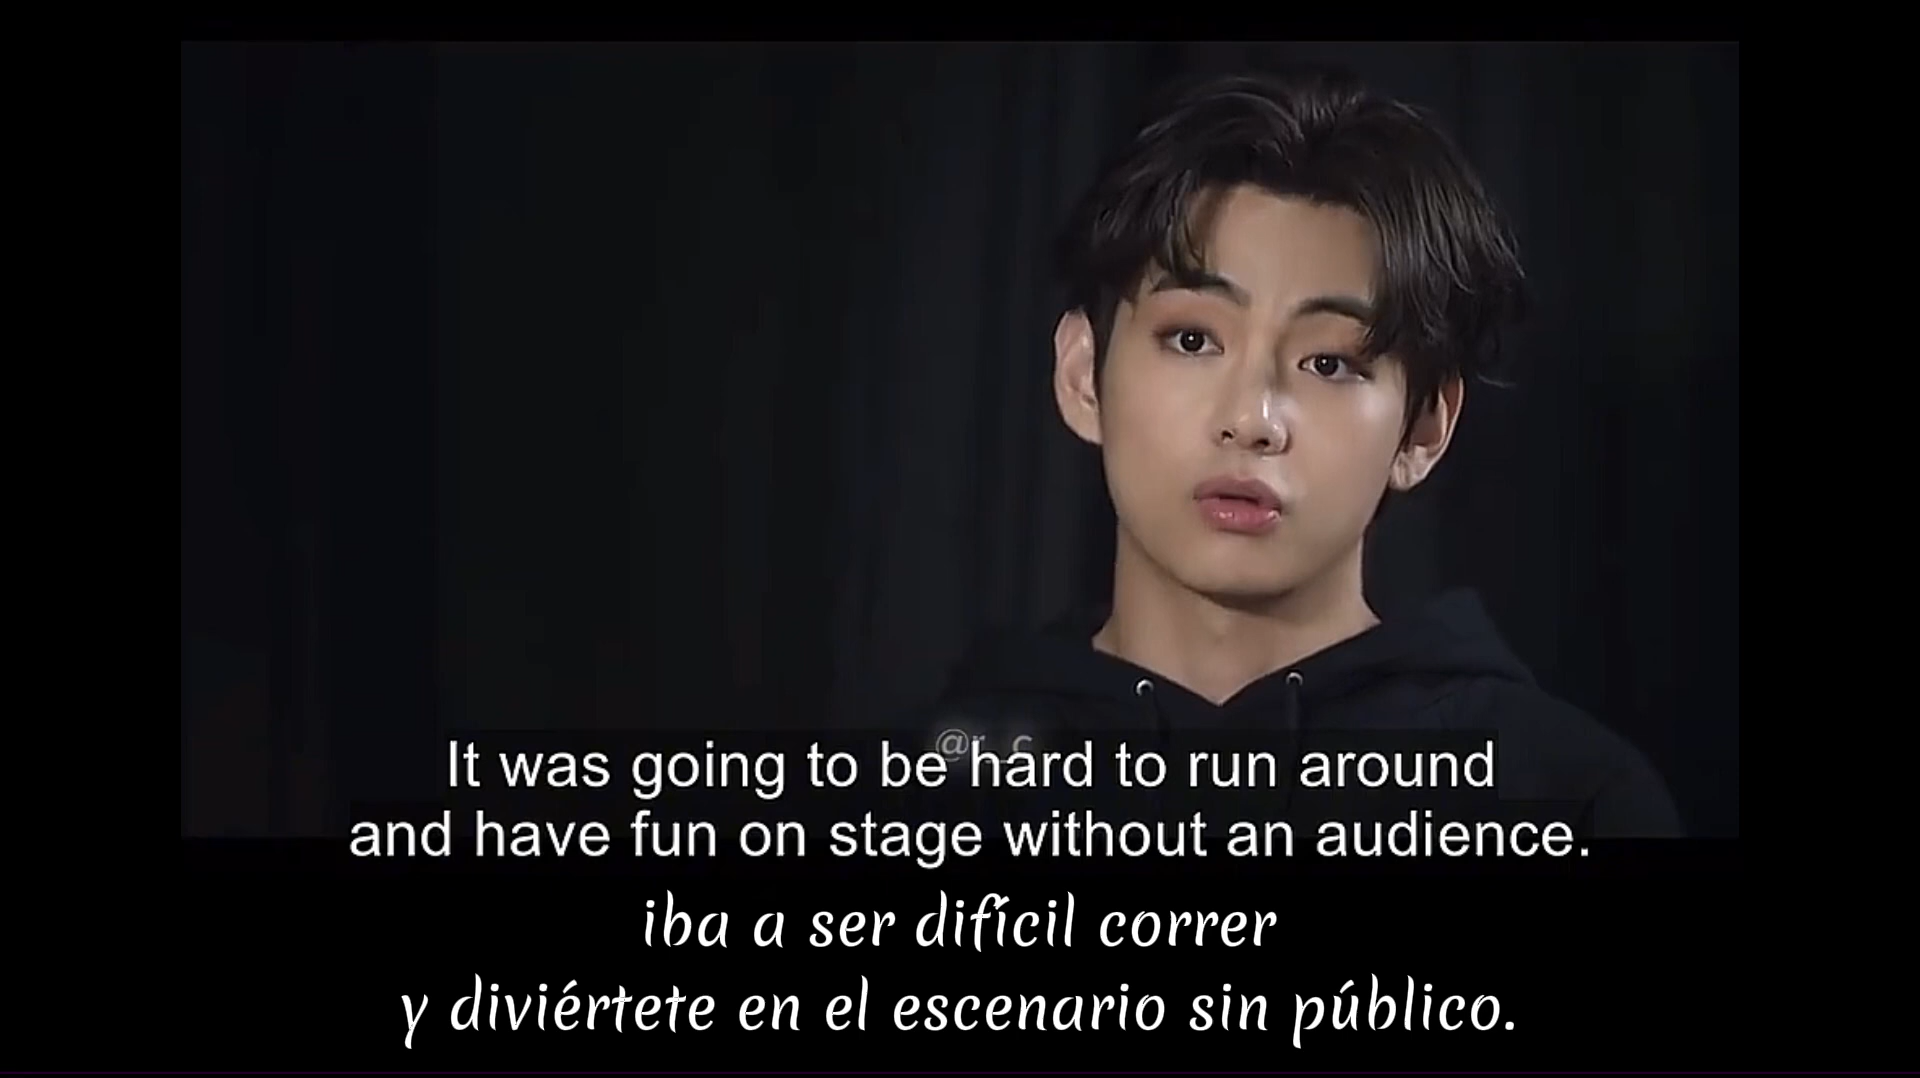 It was going to be hard to run around
and have fun on stage without an audience.
iba a ser difícil correr
y diviértete en el escenario sin público.